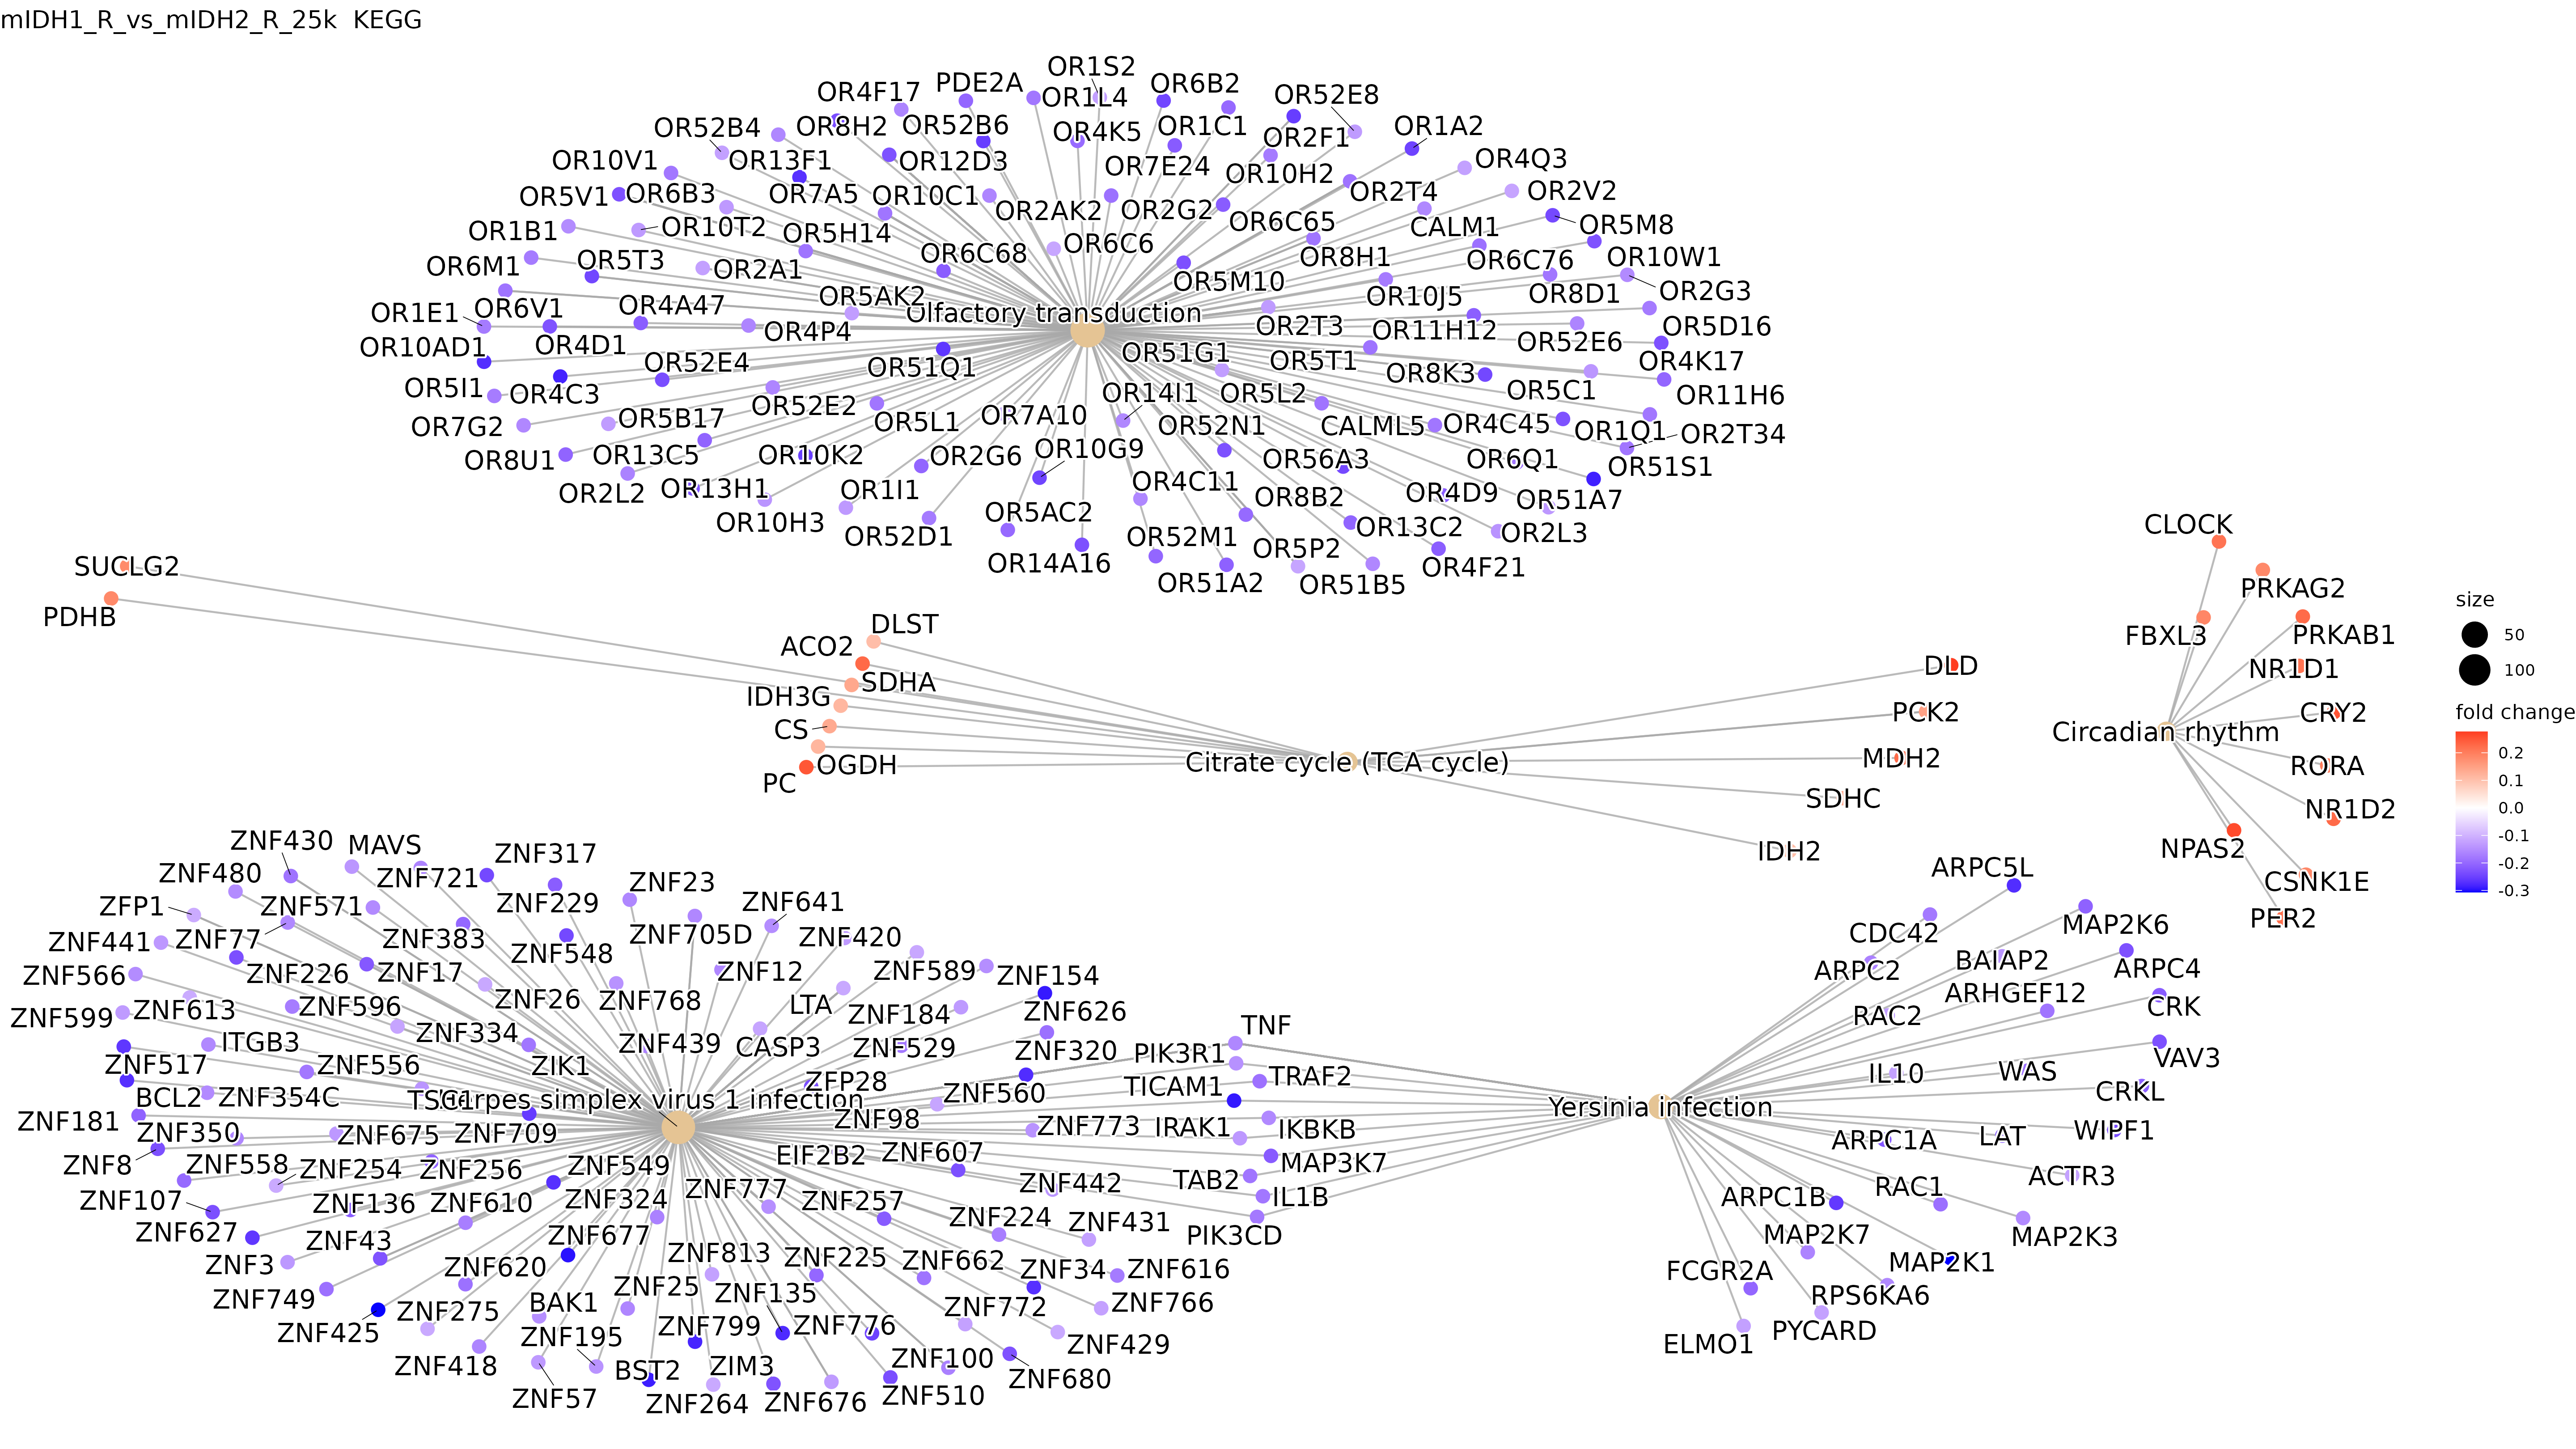 mIDH1_R_vs_mIDH2_R_25k KEGG
OR1S2
OR4F17
PDE2A
OR1L4
OR6B2
OR52E8
OR52B4
OR8H2
OR52B6
OR4K5
OR1C1
OR2F1
OR1A2
OR10V1
OR13F1
OR12D3
OR7E24
OR10H2
OR4Q3
OR5V1
OR6B3
OR7A5
OR10C1
OR2AK2
OR2G2
OR2T4
OR2V2
OR1B1
OR10T2
OR5H14
OR6C68
OR6C6
OR6C65
CALM1
OR5M8
OR6M1
OR5T3
OR2A1
OR5M10
OR8H1
OR6C76
OR10W1
OR1E1
OR6V1
OR4A47
OR5AK2
Olfactory transduction
OR10J5
OR8D1
OR2G3
OR10AD1
OR4D1
OR4P4
OR2T3
OR11H12
OR52E6
OR5D16
OR52E4
OR51Q1
OR51G1
OR5T1
OR8K3
OR4K17
OR5I1
OR4C3
OR52E2
OR14I1
OR5L2
OR5C1
OR11H6
OR7G2
OR5B17
OR5L1
OR7A10
OR52N1
CALML5
OR4C45
OR1Q1
OR2T34
OR8U1
OR13C5
OR10K2
OR2G6
OR10G9
OR56A3
OR6Q1
OR51S1
OR2L2
OR13H1
OR1I1
OR4C11
OR8B2
OR4D9
OR51A7
OR10H3
OR52D1
OR5AC2
OR52M1
OR13C2
OR2L3
OR14A16
OR51A2
OR5P2
OR51B5
OR4F21
SUCLG2
PDHB
DLST
ACO2
SDHA
IDH3G
CS
OGDH
PC
Citrate cycle (TCA cycle)
DLD
PCK2
MDH2
SDHC
IDH2
CLOCK
PRKAG2
FBXL3
PRKAB1
NR1D1
CRY2
Circadian rhythm
RORA
NR1D2
NPAS2
CSNK1E
PER2
size
50
100
fold change
0.2
0.1
0.0
-0.1
-0.2
-0.3
ZNF430
MAVS
ZNF317
ZNF480
ZNF721
ZNF23
ZFP1
ZNF571
ZNF229
ZNF641
ZNF441
ZNF77
ZNF383
ZNF548
ZNF705D
ZNF420
ZNF566
ZNF226
ZNF17
ZNF12
ZNF589
ZNF154
ZNF599
ZNF613
ZNF596
ZNF26
ZNF768
LTA
ZNF184
ZNF626
ITGB3
ZNF334
ZNF439
CASP3
ZNF529
ZNF320
ZNF517
ZNF556
ZIK1
ZFP28
ZNF560
BCL2
ZNF354C
Herpes simplex virus 1 infection
ZNF181
ZNF350
ZNF675
ZNF709
ZNF98
ZNF773
ZNF8
ZNF558
ZNF254
ZNF256
ZNF549
EIF2B2
ZNF607
ZNF442
ZNF107
ZNF136
ZNF610
ZNF324
ZNF777
ZNF257
ZNF224
ZNF431
ZNF627
ZNF43
ZNF677
ZNF813
ZNF225
ZNF662
ZNF34
ZNF616
ZNF3
ZNF620
ZNF25
ZNF135
ZNF772
ZNF766
ZNF749
ZNF275
BAK1
ZNF425
ZNF195
ZNF799
ZNF776
ZNF429
ZNF418
BST2
ZIM3
ZNF100
ZNF680
ZNF57
ZNF264
ZNF676
ZNF510
TNF
PIK3R1
TRAF2
TICAM1
IRAK1
IKBKB
MAP3K7
TAB2
IL1B
PIK3CD
Yersinia infection
ARPC5L
CDC42
MAP2K6
ARPC2
BAIAP2
ARPC4
ARHGEF12
RAC2
CRK
VAV3
IL10
WAS
CRKL
ARPC1A
LAT
WIPF1
ACTR3
ARPC1B
RAC1
MAP2K7
MAP2K3
FCGR2A
MAP2K1
RPS6KA6
ELMO1
PYCARD